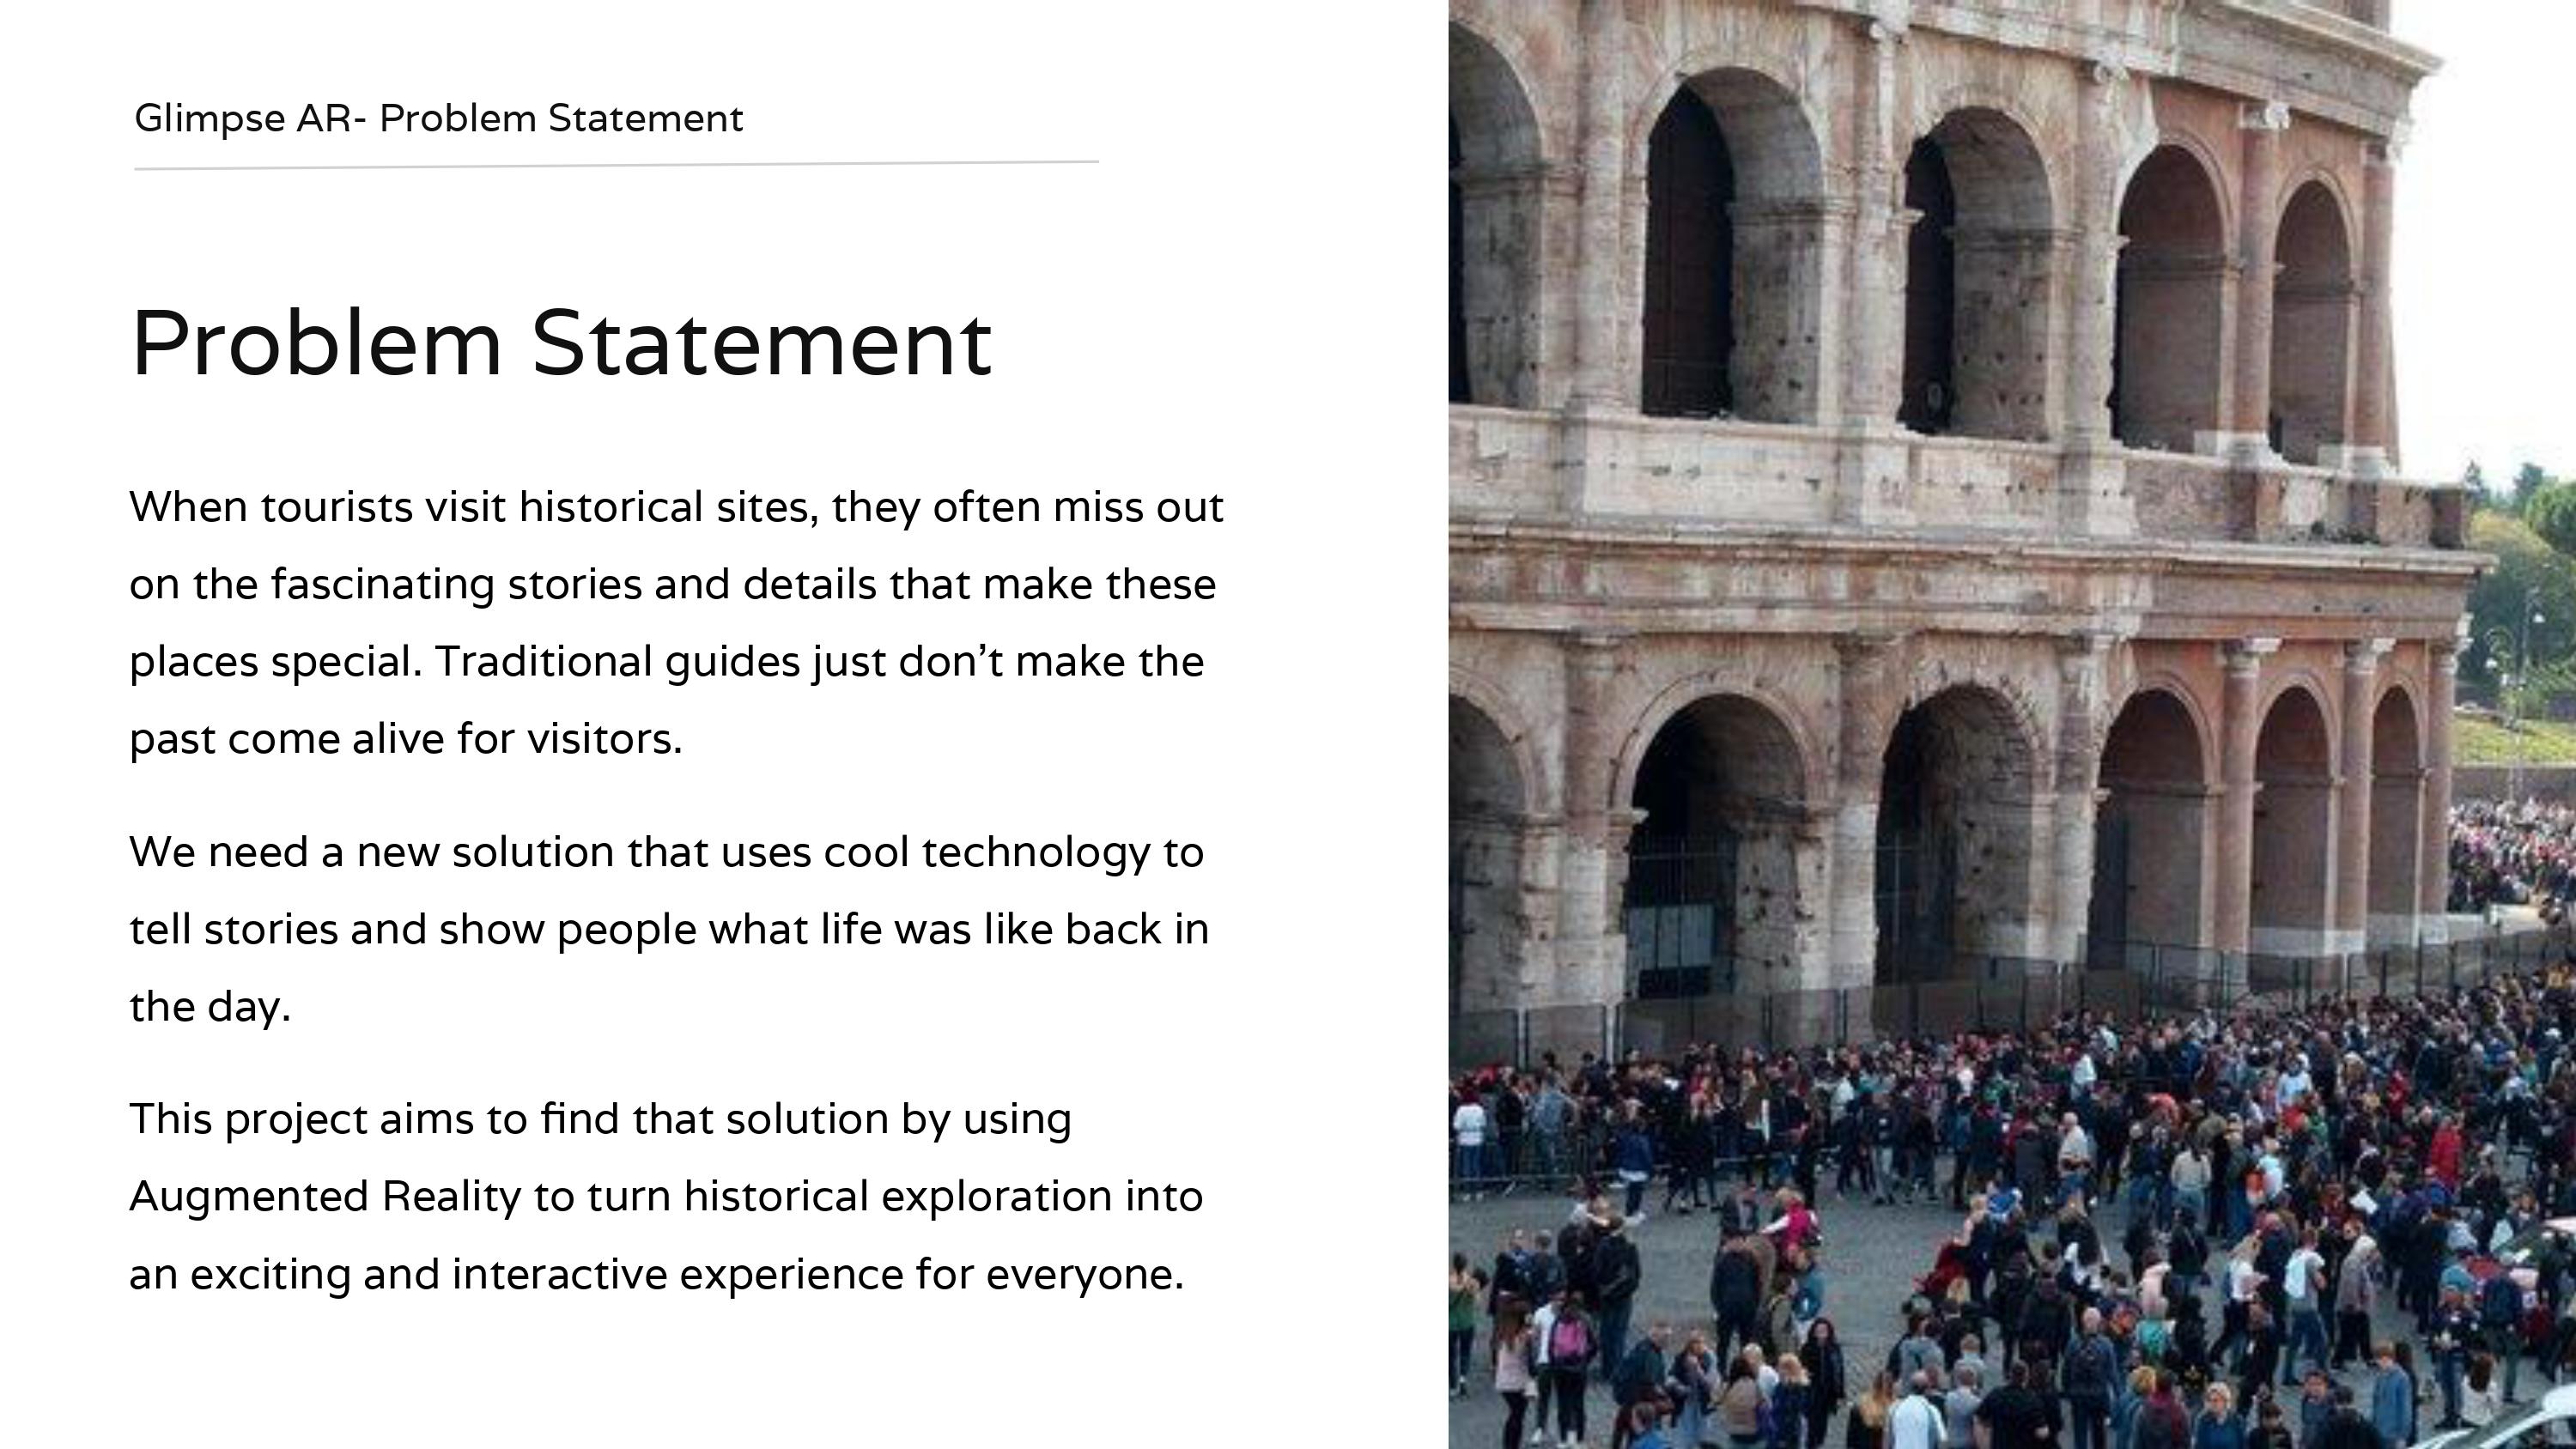 Glimpse AR- Problem Statement
Problem Statement
When tourists visit historical sites, they often miss out
on the fascinating stories and details that make these
places special. Traditional guides just don’t make the
past come alive for visitors.
We need a new solution that uses cool technology to
tell stories and show people what life was like back in
the day.
This project aims to find that solution by using
Augmented Reality to turn historical exploration into
an exciting and interactive experience for everyone.